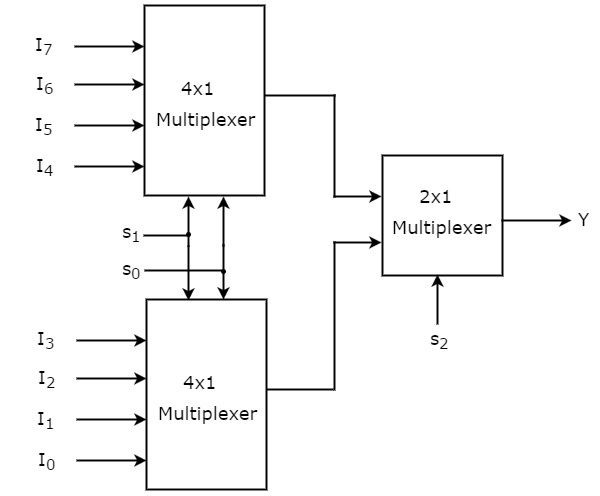 I7
I6
I5
I4
4x1
Multiplexer
2x1
Multiplexer
Y
s1
s0
s2
I3
I2
I1
I0
4x1
Multiplexer